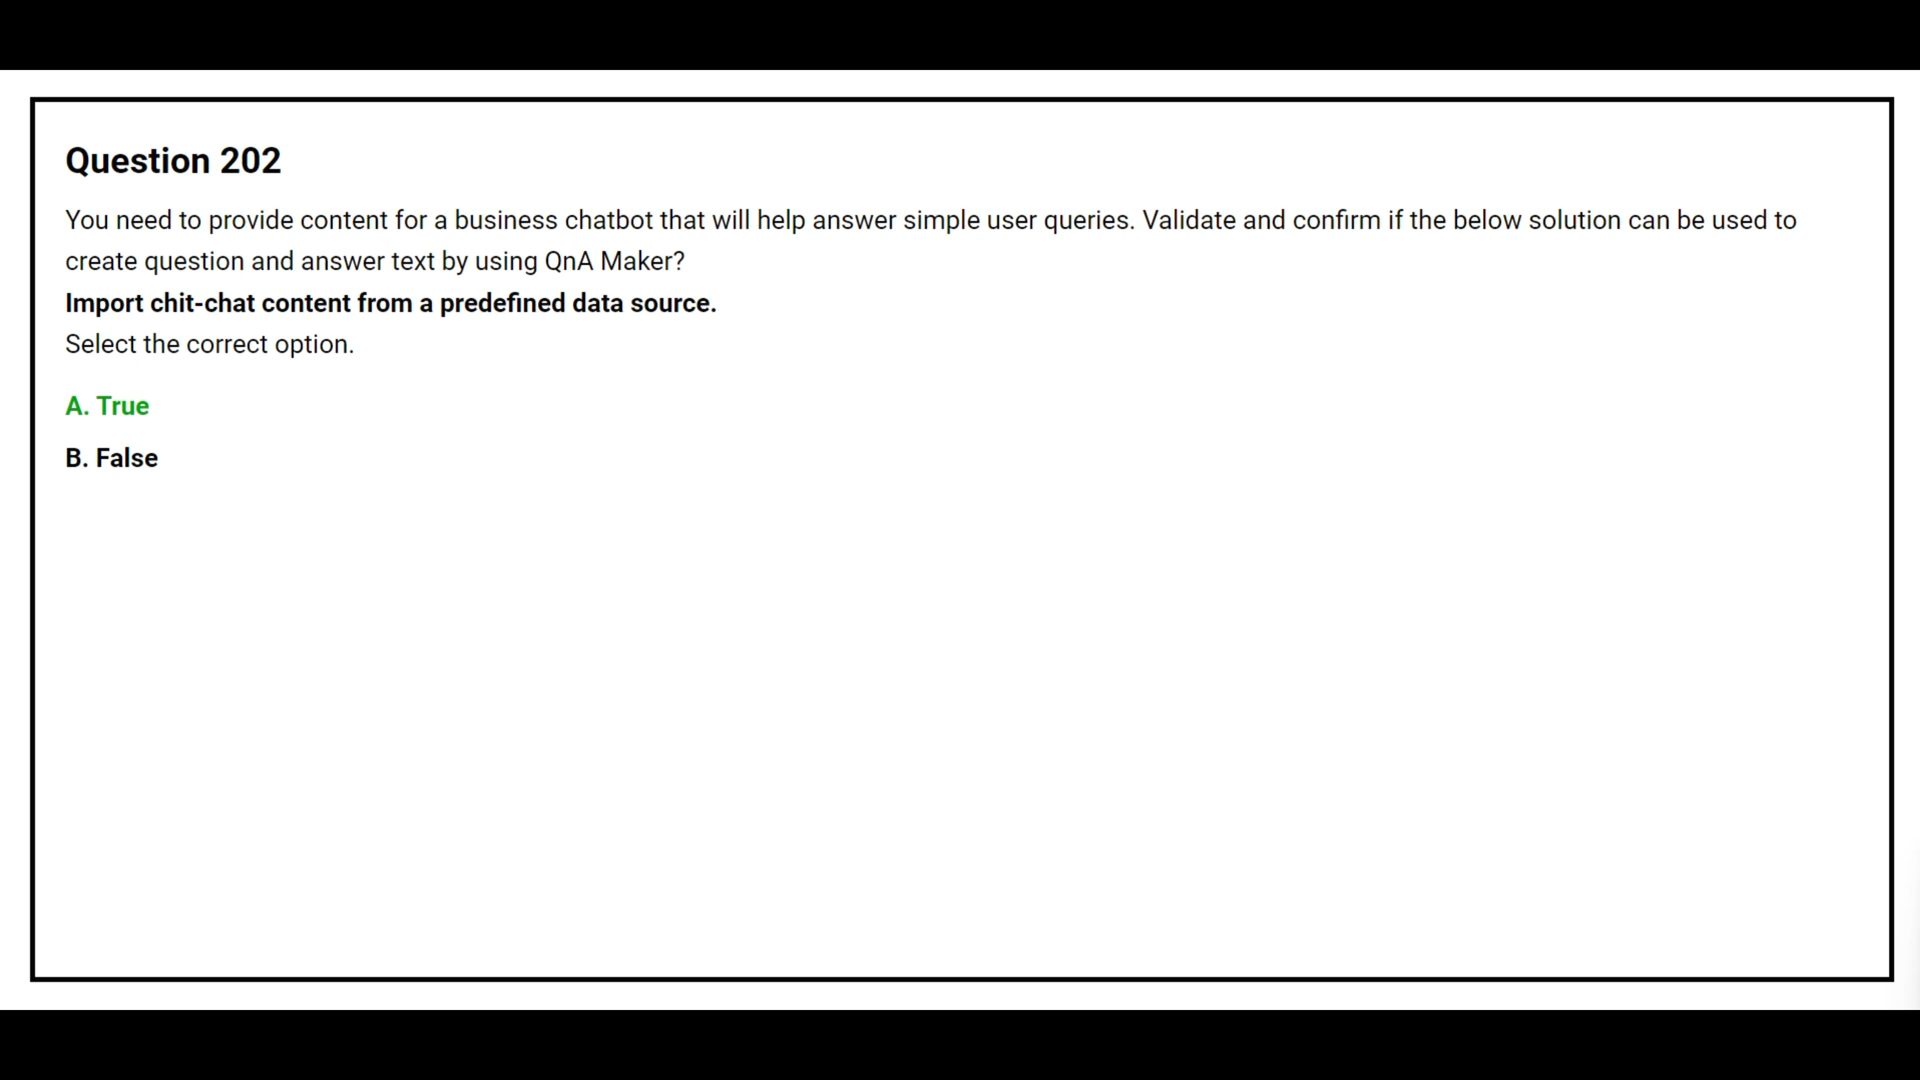 Question 202
You need to provide content for a business chatbot that will help answer simple user queries. Validate and confirm if the below solution can be used to
create question and answer text by using QnA Maker?
Import chit-chat content from a predefined data source.
Select the correct option.
A. True
B. False